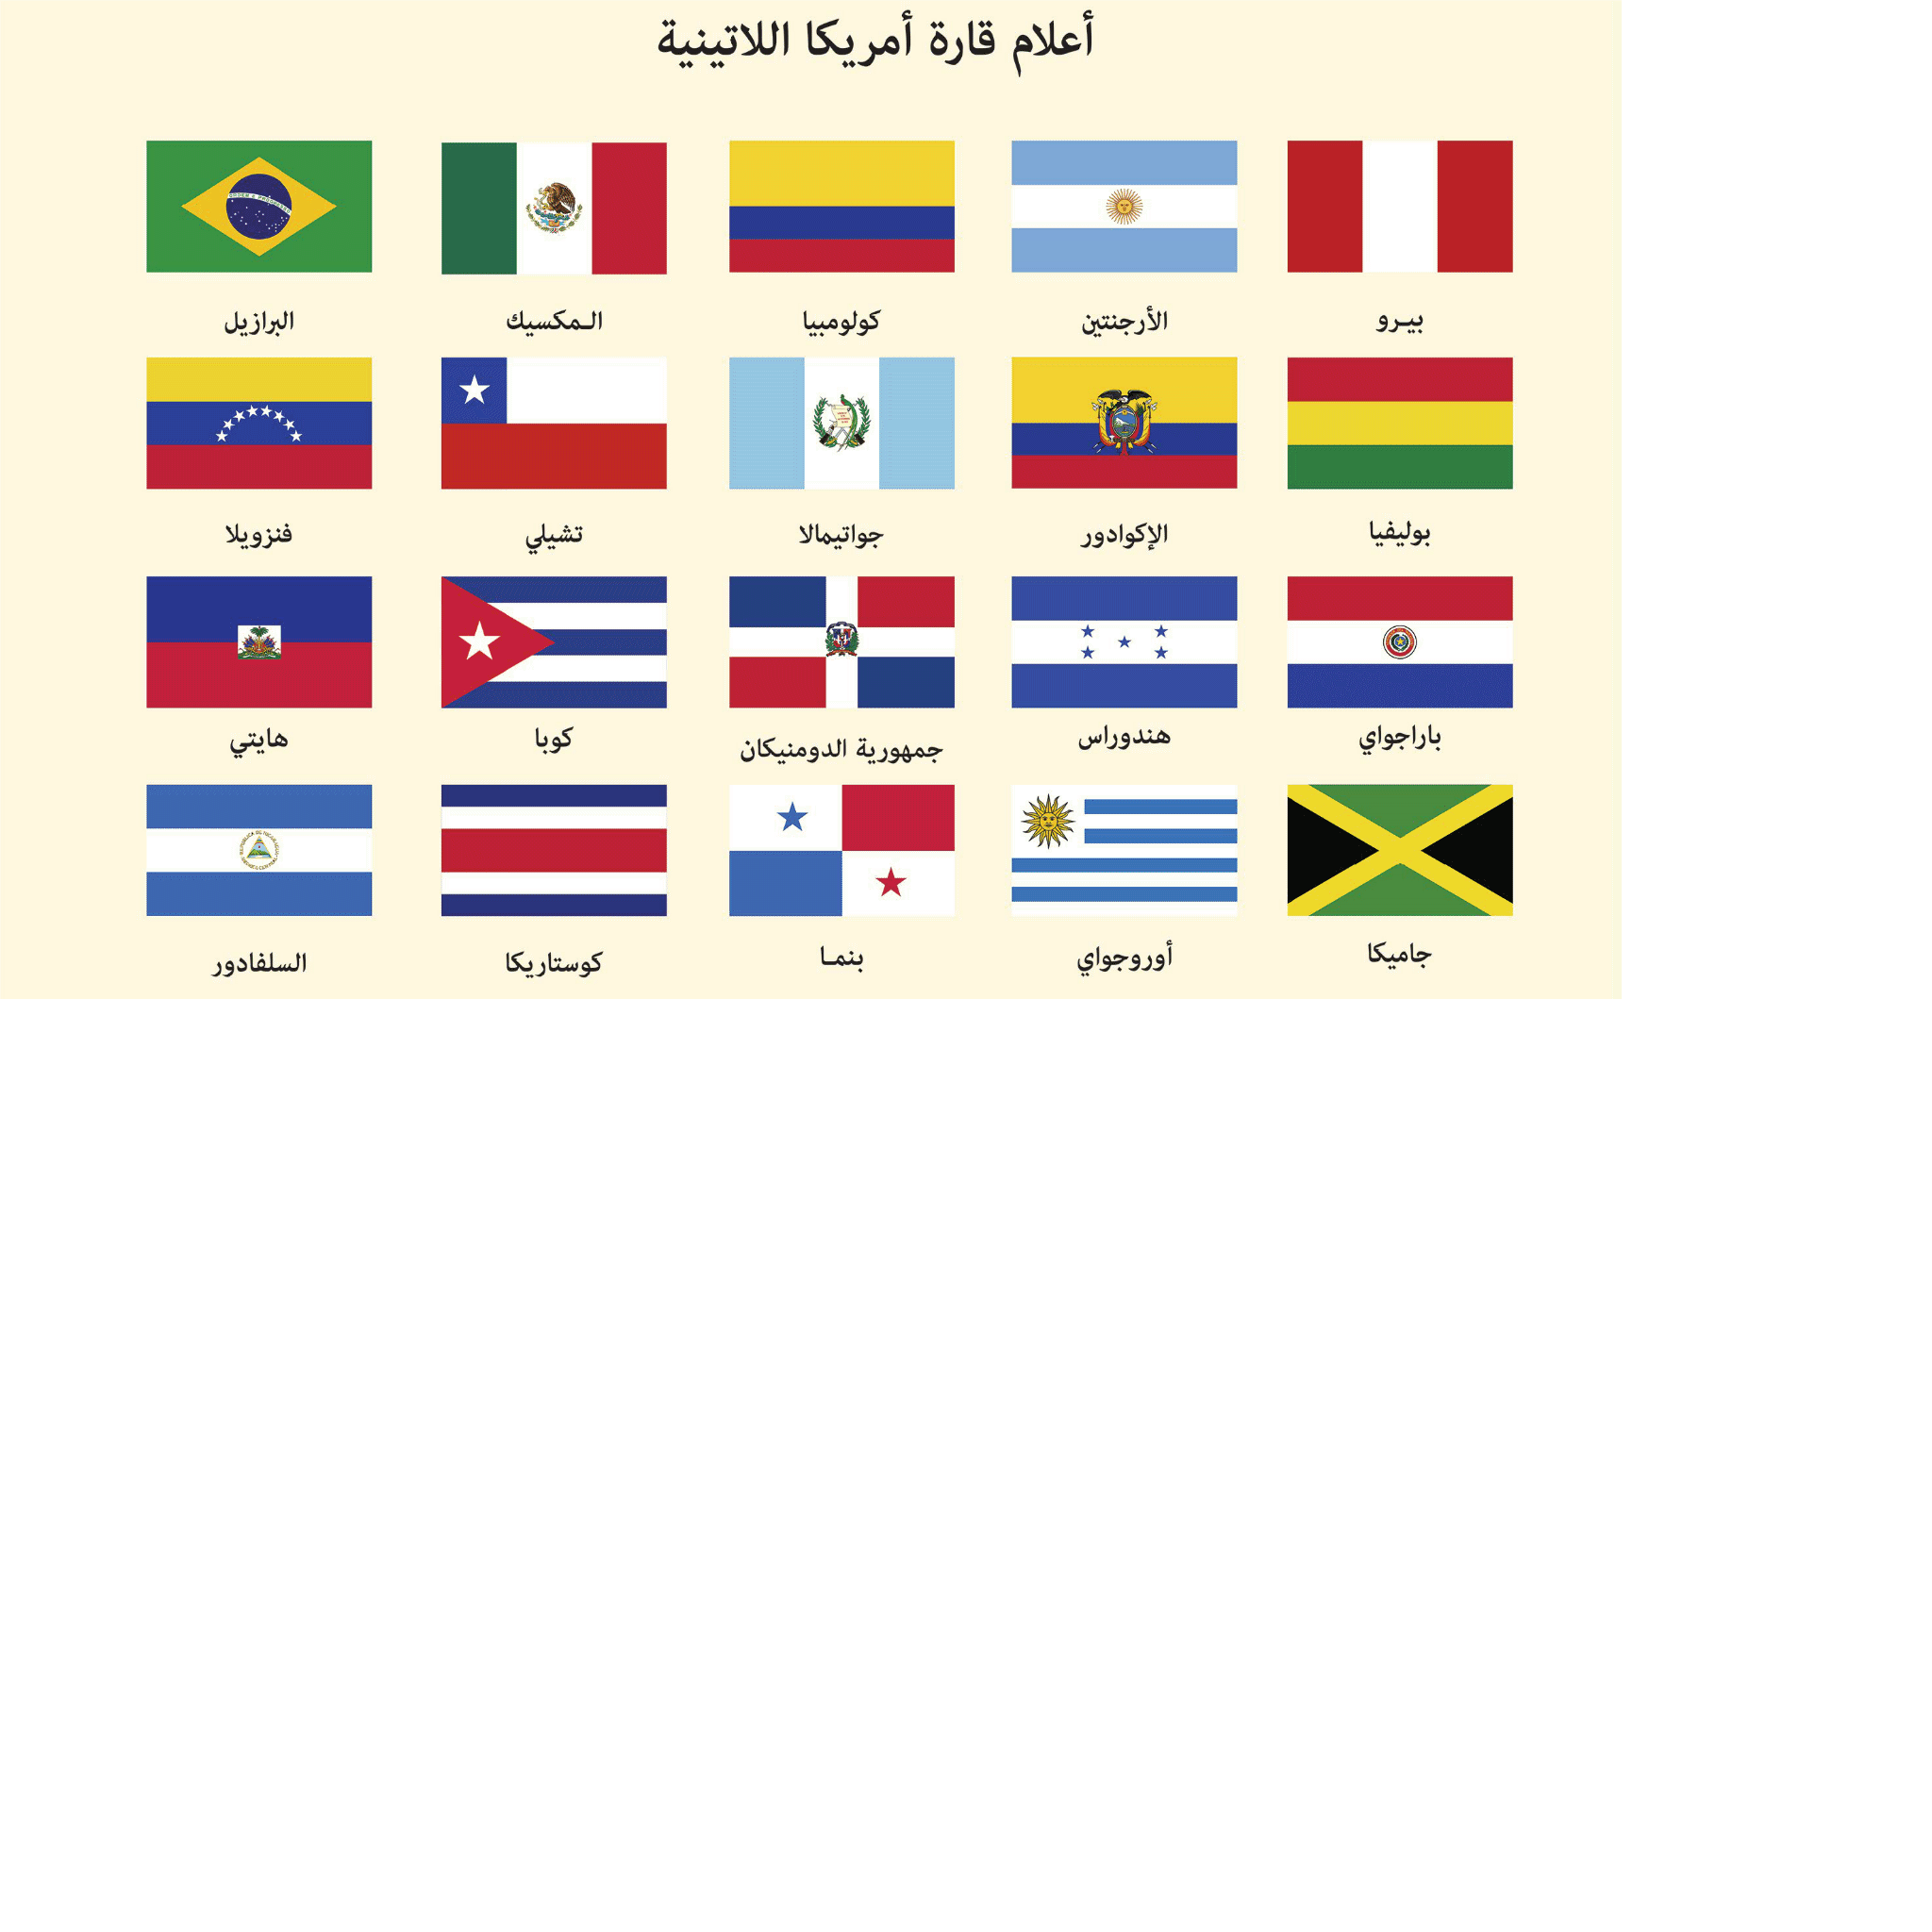 أعلام قارة أمريكا اللاتينية
بيـرو
الأرجنتين
كولومبيا
الـمكسيك
البرازيل
بوليفيا
الإكوادور
جواتيمالا
تشيلي
فنزويلا
باراجواي
هندوراس
جمهورية الدومنيكان
كوبا
هايتي
جاميكا
أوروجواي
بنمـا
كوستاريكا
السلفادور